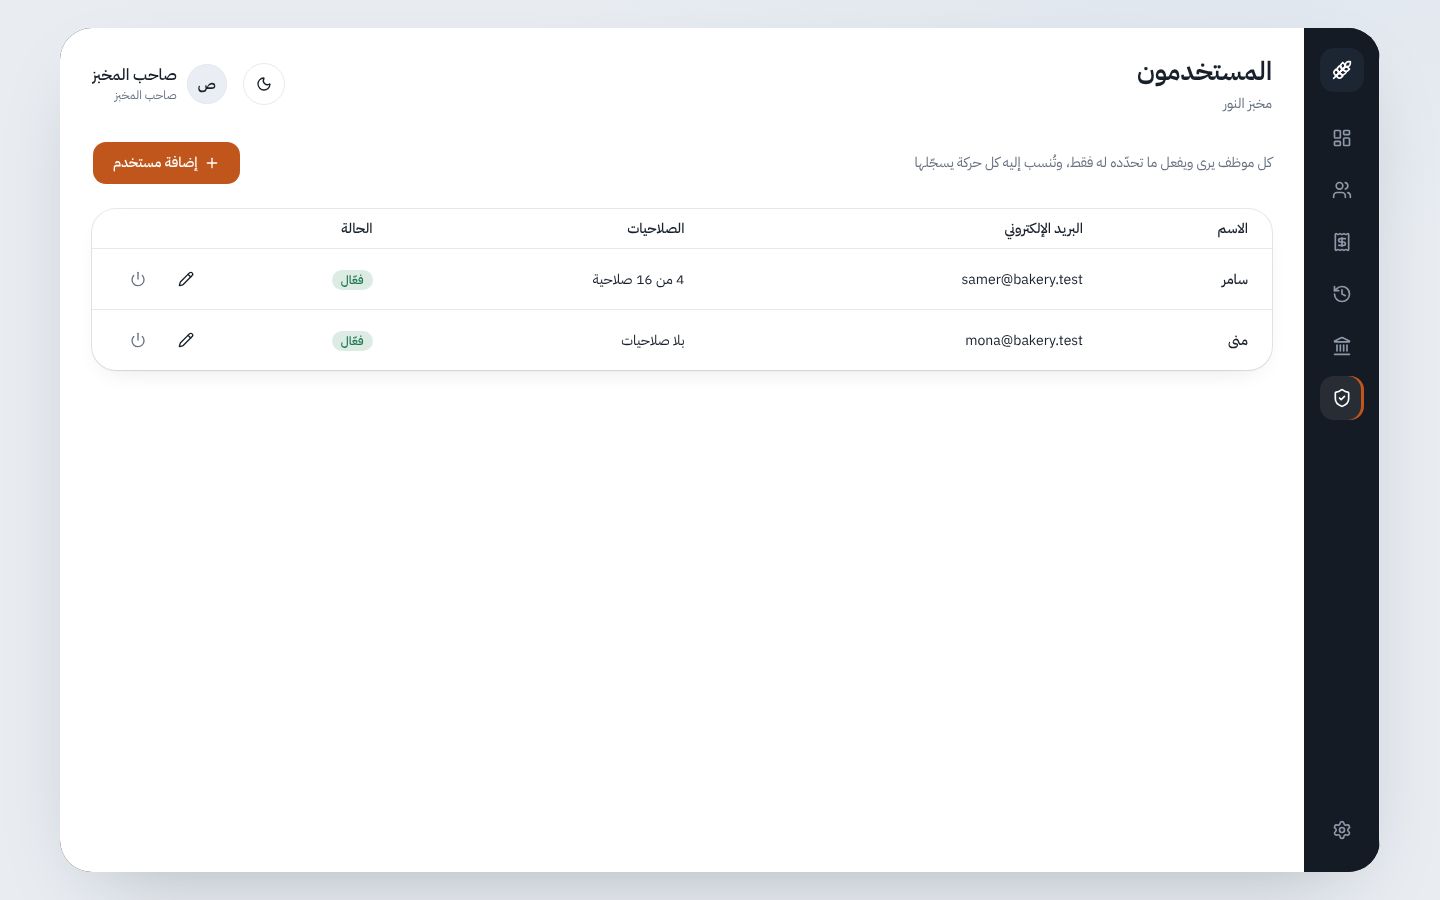 المستخدمون
مخبز النور
ص
صاحب المخبز
صاحب المخبز
كل موظف يرى ويفعل ما تحدّده له فقط، وتُنسب إليه كل حركة يسجّلها
إضافة مستخدم
الاسم البريد الإلكتروني الصلاحيات الحالة
سامر samer@bakery.test 4 من 16 صلاحية فعّال
منى mona@bakery.test بلا صلاحيات فعّال